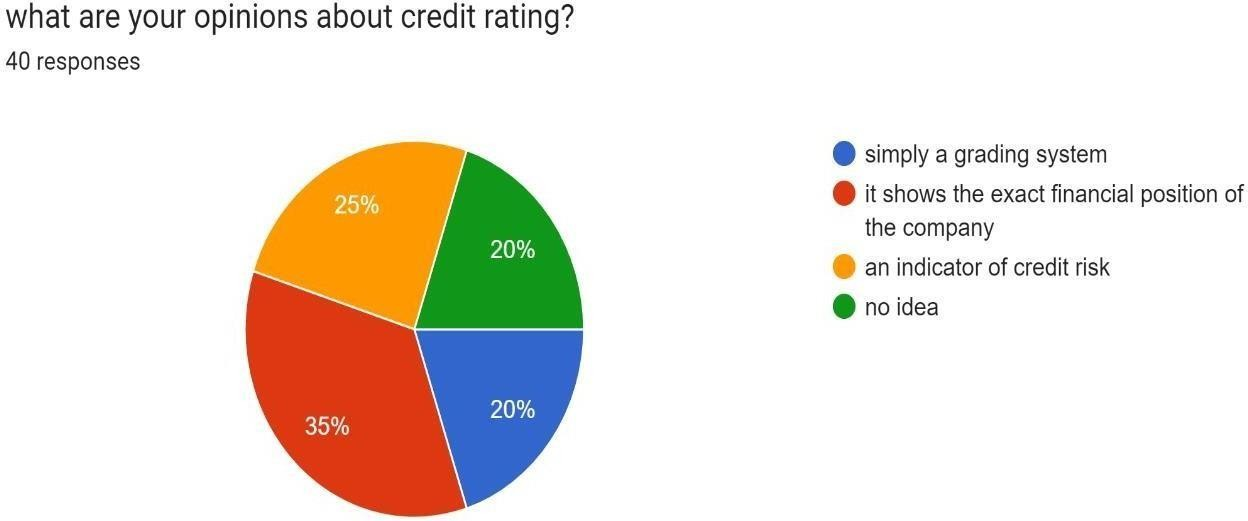 what are your opinions about credit rating?
40 responses
25%
20%
35%
20%
simply a grading system
it shows the exact financial position of
the company
an indicator of credit risk
no idea